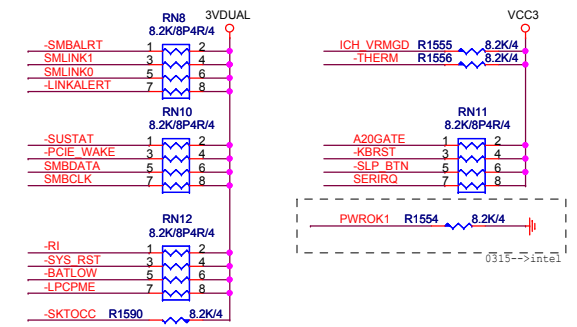 RN8 3VDUAL
8.2K/8P4R/4
-SMBALRT 1 2
SMLINK1 3 4
SMLINK0 5 6
-LINKALERT 7 8
RN10
8.2K/8P4R/4
-SUSTAT 1 2
-PCIE_WAKE 3 4
SMBDATA 5 6
SMBCLK 7 8
RN12
8.2K/8P4R/4
-RI 1 2
-SYS_RST 3 4
-BATLOW 5 6
-LPCPME 7 8
-SKTOCC R1590 8.2K/4
VCC3
ICH_VRMGD R1555 8.2K/4
-THERM R1556 8.2K/4
RN11
8.2K/8P4R/4
A20GATE 1 2
-KBRST 3 4
-SLP_BTN 5 6
SERIRQ 7 8
PWROK1 R1554 8.2K/4
0315-->intel